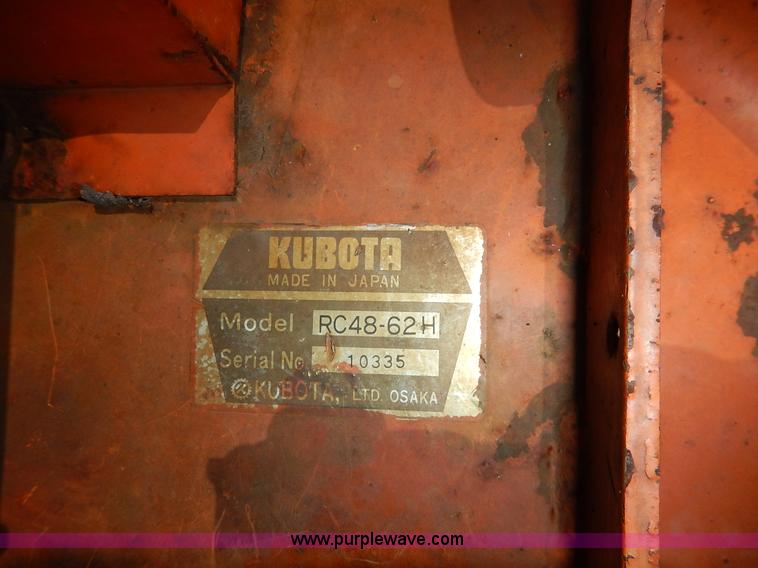 KUBOTA
MADE IN JAPAN
Model RC48-62H
Serial No. 10335
KUBOTA, LTD. OSAKA
www.purplewave.com